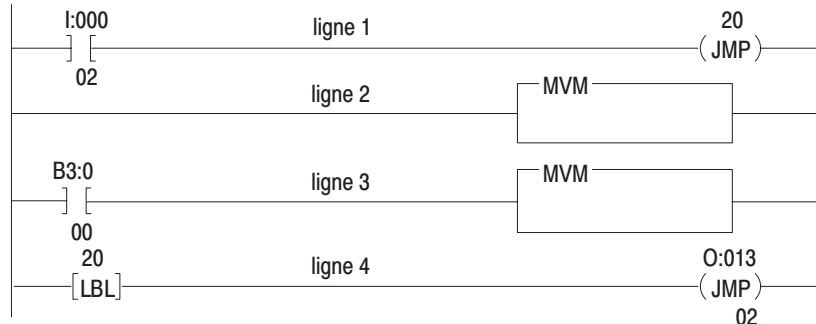 I:000 ligne 1 20
] [ (JMP)
02
ligne 2 MVM
B3:0 ligne 3 MVM
] [
00
20 ligne 4 O:013
[LBL] (JMP)
02